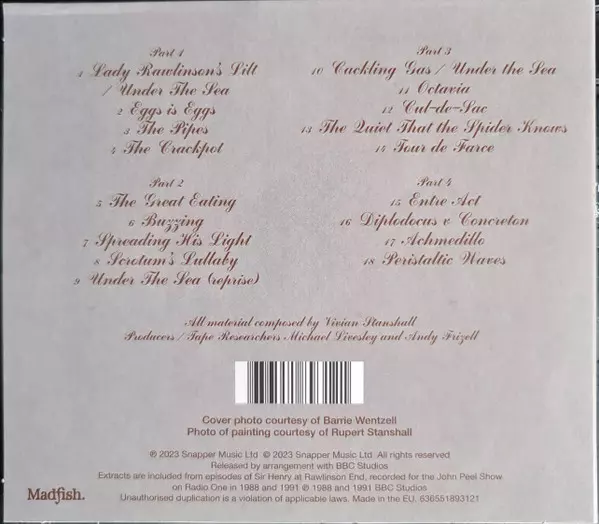 Part 1
1 Lady Rawlinson's Lilt
/ Under The Sea
2 Eggs is Eggs
3 The Pipes
4 The Crackpot
Part 2
5 The Great Eating
6 Buzzing
7 Spreading His Light
8 Scrotum's Lullaby
9 Under The Sea (reprise)
Part 3
10 Cackling Gas / Under the Sea
11 Octavia
12 Cul-de-Sac
13 The Quiet That the Spider Knows
14 Tour de Farce
Part 4
15 Entre Act
16 Diplodocus v Concreton
17 Achmedillo
18 Peristaltic Waves
All material composed by Vivian Stanshall
Producers / Tape Researchers Michael Livesley and Andy Frizell
Cover photo courtesy of Barrie Wentzell
Photo of painting courtesy of Rupert Stanshall
℗ 2023 Snapper Music Ltd © 2023 Snapper Music Ltd. All rights reserved
Released by arrangement with BBC Studios
Extracts are included from episodes of Sir Henry at Rawlinson End, recorded for the John Peel Show
on Radio One in 1988 and 1991 ℗ 1988 and 1991 BBC Studios
Unauthorised duplication is a violation of applicable laws. Made in the EU. 636551893121
Madfish.